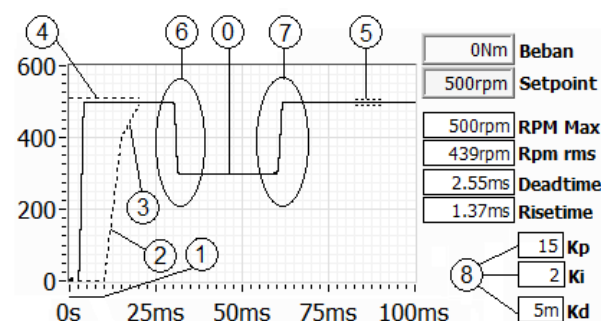 4 6 0 7 5
600
400
200
0
3
2 1
0s 25ms 50ms 75ms 100ms
0Nm Beban
500rpm Setpoint
500rpm RPM Max
439rpm Rpm rms
2.55ms Deadtime
1.37ms Risetime
15 Kp
8 2 Ki
5m Kd